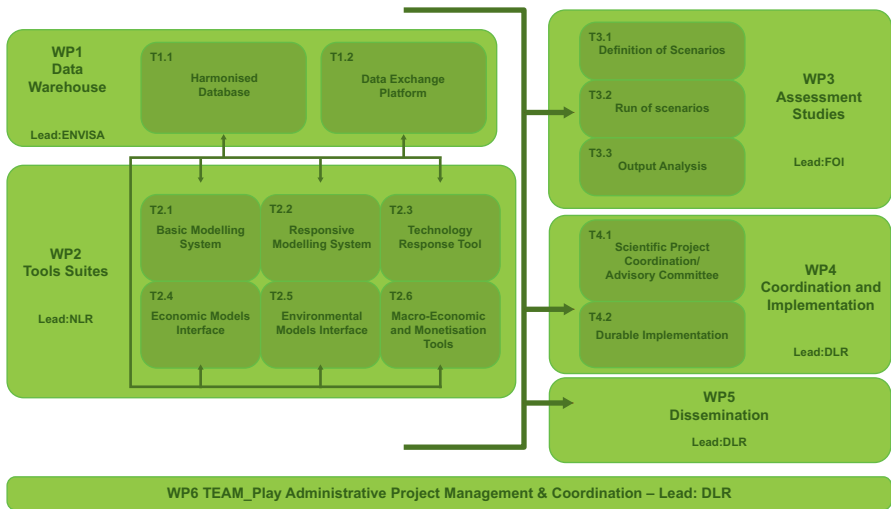 WP1
Data
Warehouse
Lead:ENVISA
T1.1
Harmonised
Database
T1.2
Data Exchange
Platform
WP2
Tools Suites
Lead:NLR
T2.1
Basic Modelling
System
T2.2
Responsive
Modelling System
T2.3
Technology
Response Tool
T2.4
Economic Models
Interface
T2.5
Environmental
Models Interface
T2.6
Macro-Economic
and Monetisation
Tools
T3.1
Definition of Scenarios
T3.2
Run of scenarios
T3.3
Output Analysis
WP3
Assessment
Studies
Lead:FOI
T4.1
Scientific Project
Coordination/
Advisory Committee
T4.2
Durable Implementation
WP4
Coordination and
Implementation
Lead:DLR
WP5
Dissemination
Lead:DLR
WP6 TEAM_Play Administrative Project Management & Coordination – Lead: DLR